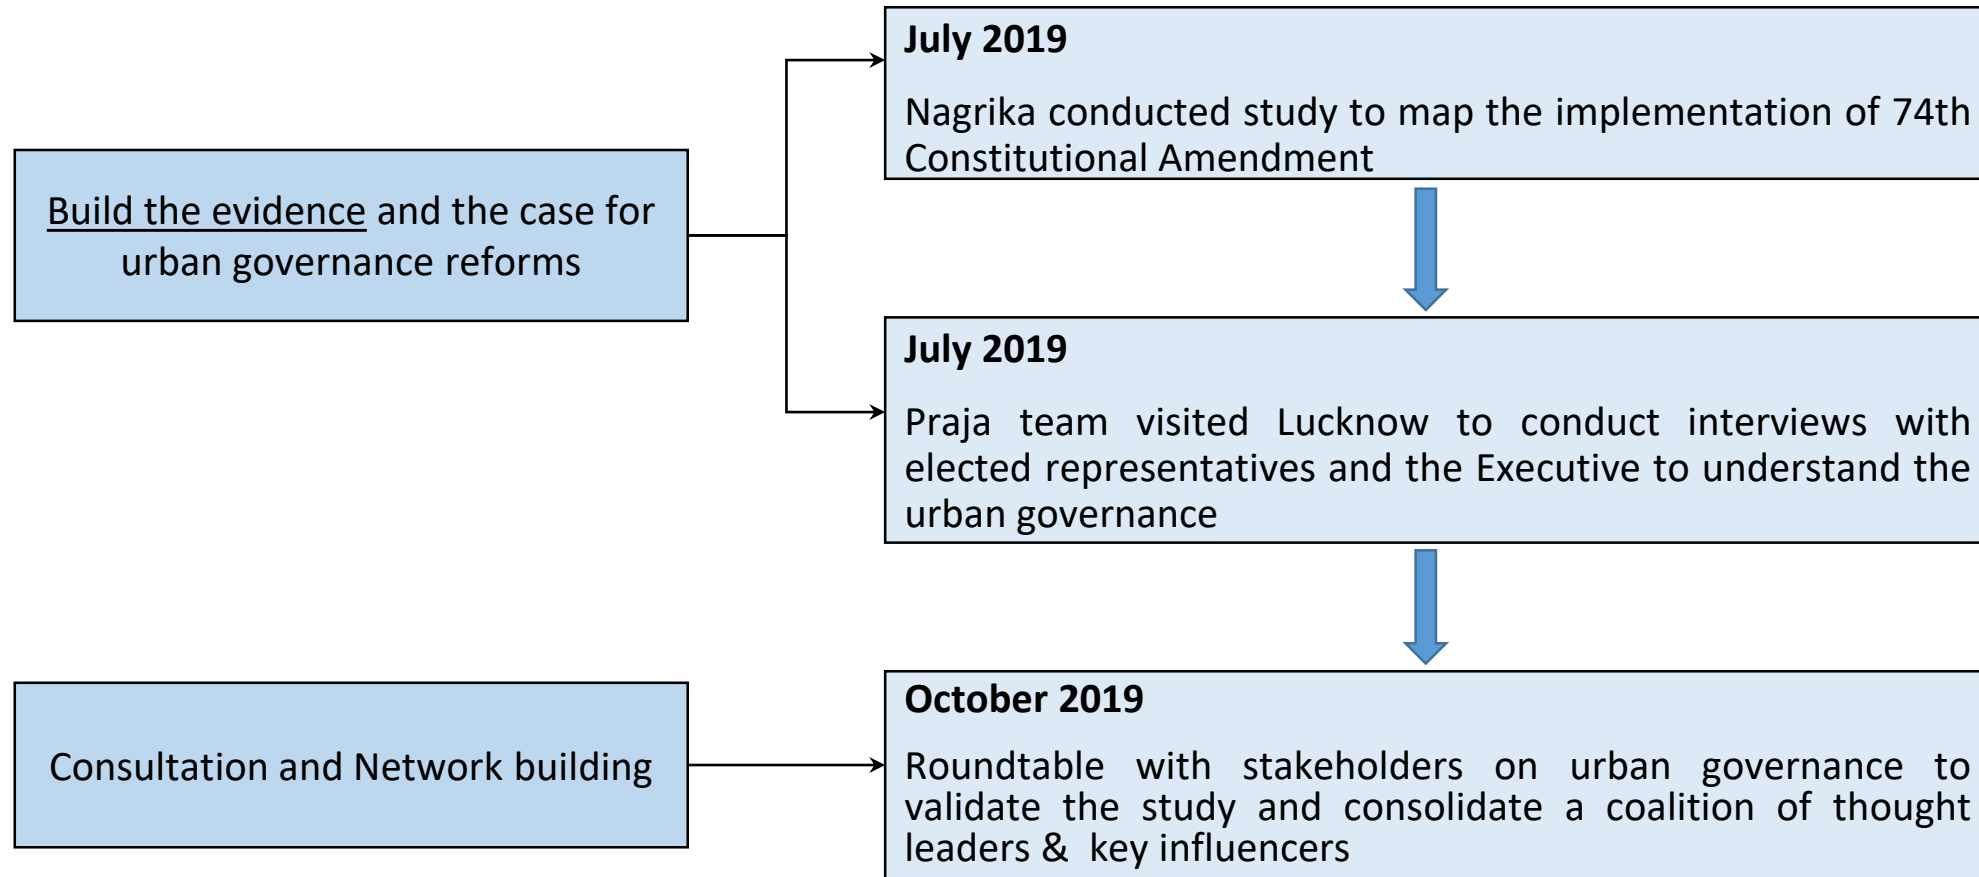 July 2019
Nagrika conducted study to map the implementation of 74th
Constitutional Amendment
Build the evidence and the case for
urban governance reforms
July 2019
Praja team visited Lucknow to conduct interviews with
elected representatives and the Executive to understand the
urban governance
Consultation and Network building
October 2019
Roundtable with stakeholders on urban governance to
validate the study and consolidate a coalition of thought
leaders & key influencers